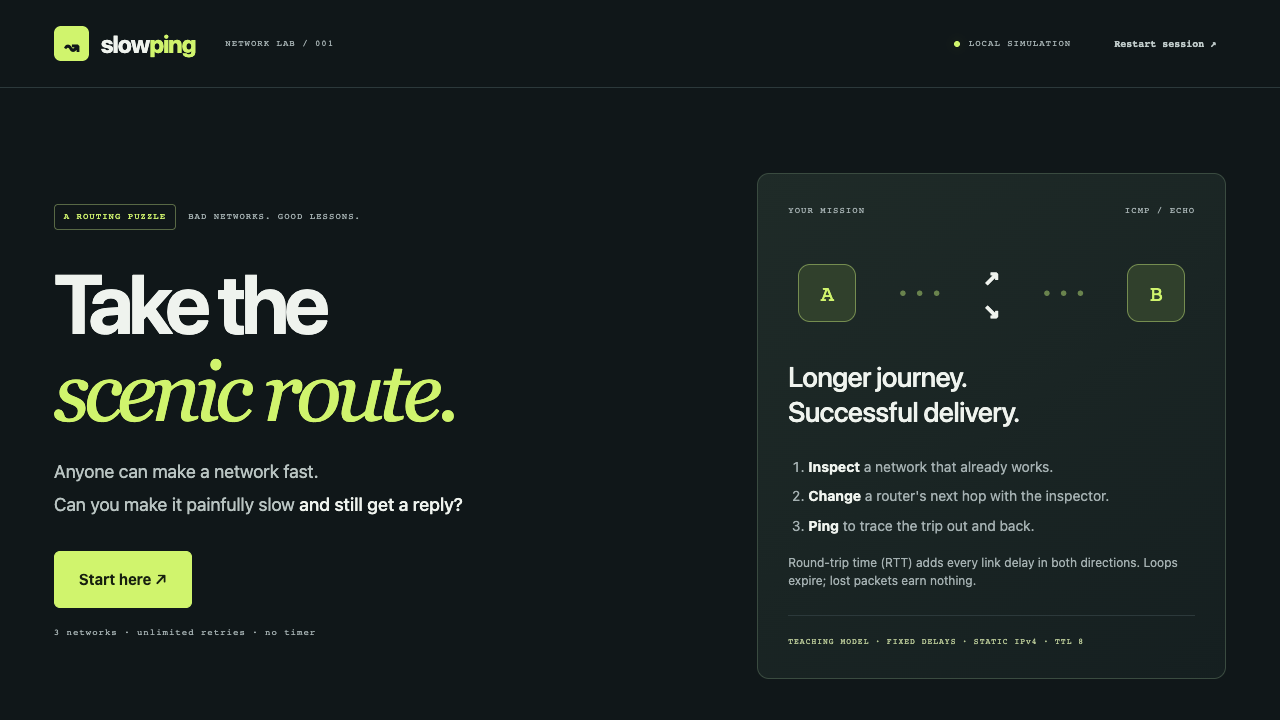 slowping
NETWORK LAB / 001
LOCAL SIMULATION
Restart session ↗
A ROUTING PUZZLE
BAD NETWORKS. GOOD LESSONS.
Take the
scenic route.
Anyone can make a network fast.
Can you make it painfully slow and still get a reply?
Start here ↗
3 networks · unlimited retries · no timer
YOUR MISSION
ICMP / ECHO
A
B
Longer journey.
Successful delivery.
1. Inspect a network that already works.
2. Change a router's next hop with the inspector.
3. Ping to trace the trip out and back.
Round-trip time (RTT) adds every link delay in both directions. Loops
expire; lost packets earn nothing.
TEACHING MODEL · FIXED DELAYS · STATIC IPv4 · TTL 8